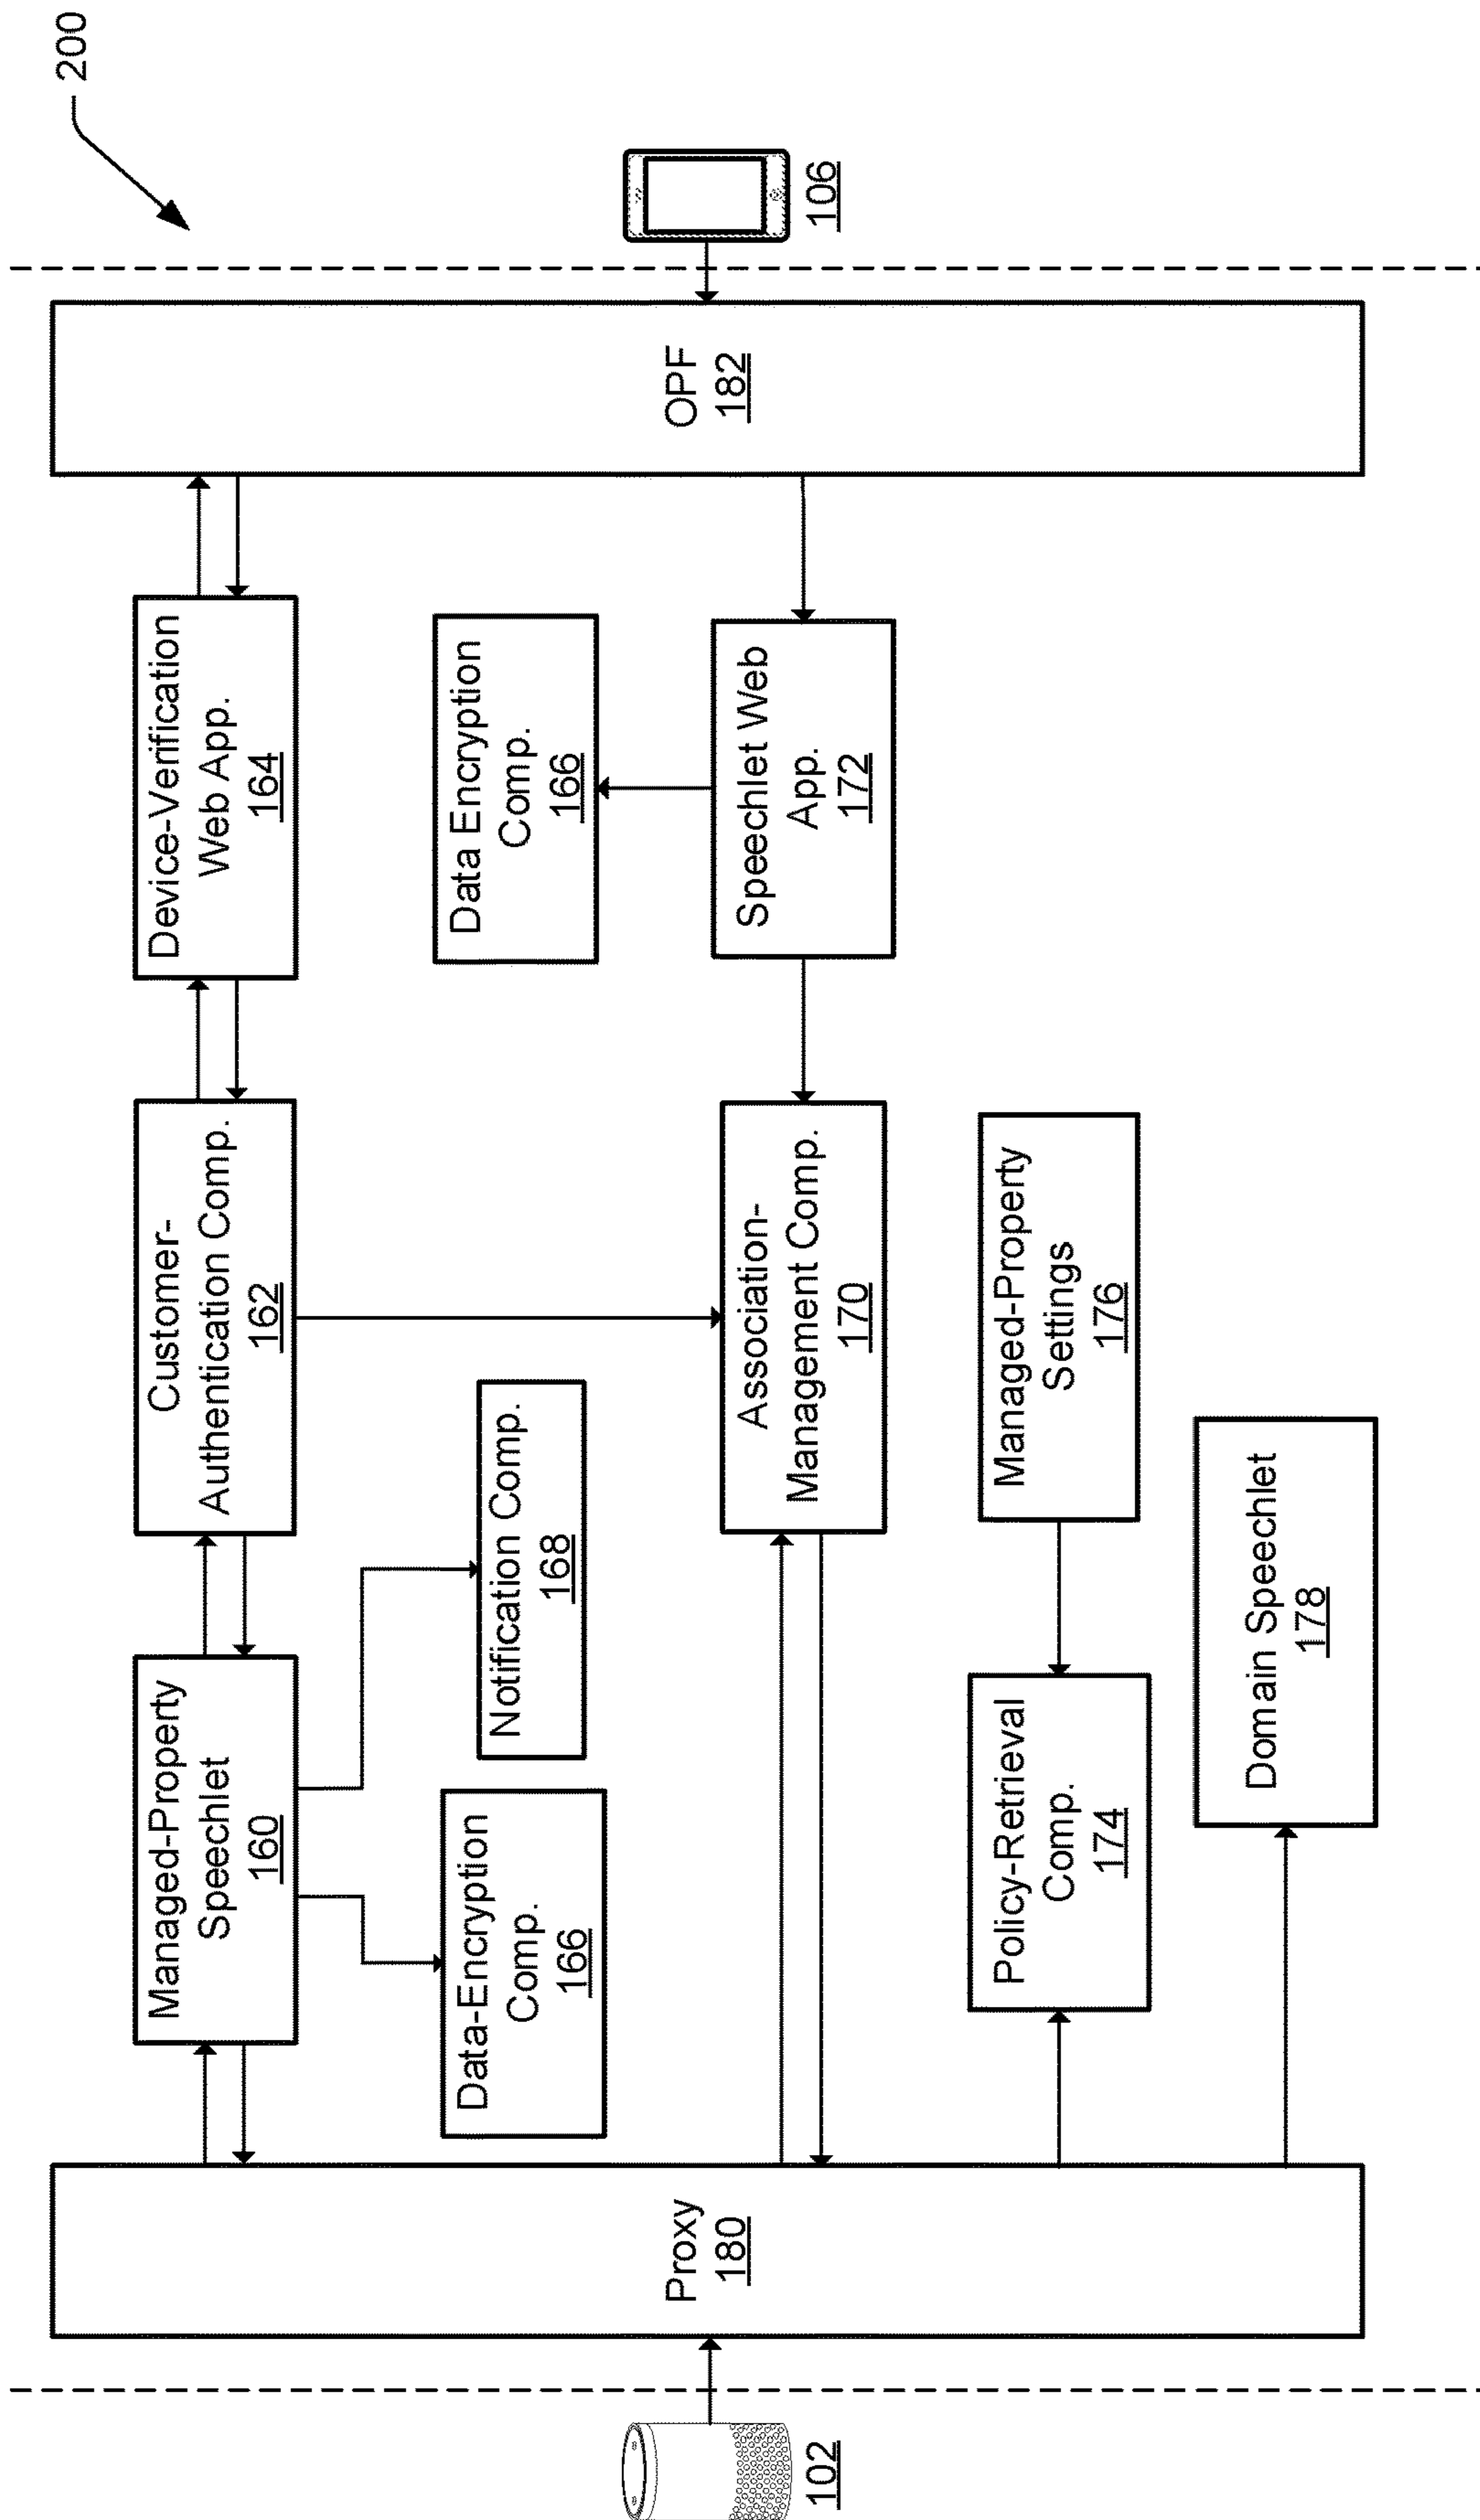 200
102
Proxy
180
Managed-Property
Speechlet
160
Customer-
Authentication Comp.
162
Device-Verification
Web App.
164
Data-Encryption
Comp.
166
Notification Comp.
168
Data Encryption
Comp.
166
Association-
Management Comp.
170
Speechlet Web
App.
172
Policy-Retrieval
Comp.
174
Managed-Property
Settings
176
Domain Speechlet
178
OPF
182
106